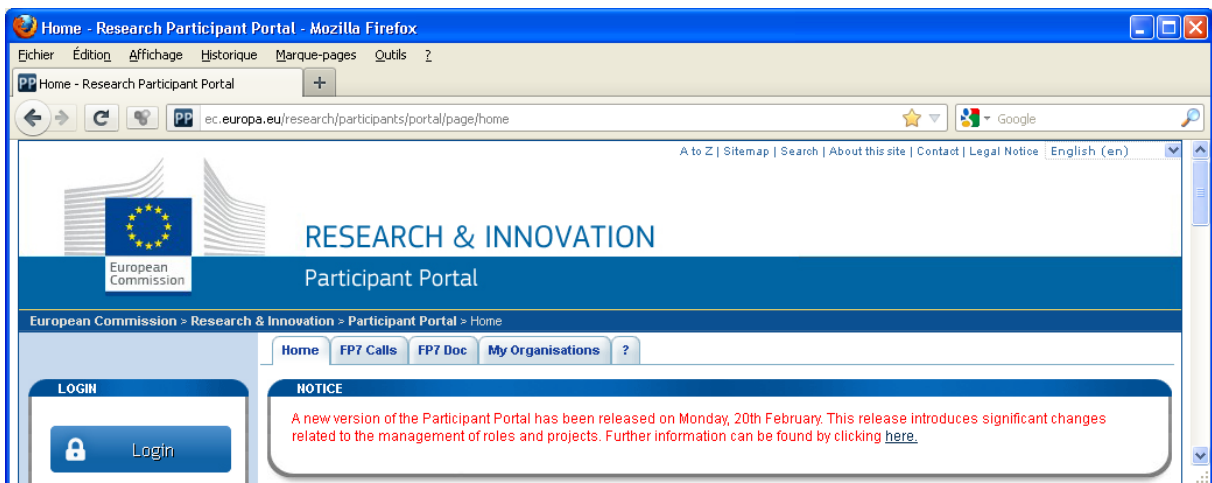 Home - Research Participant Portal - Mozilla Firefox
Fichier Édition Affichage Historique Marque-pages Outils ?
PP Home - Research Participant Portal +
PP ec.europa.eu/research/participants/portal/page/home Google
A to Z | Sitemap | Search | About this site | Contact | Legal Notice English (en)
RESEARCH & INNOVATION
European
Commission
Participant Portal
European Commission > Research & Innovation > Participant Portal > Home
Home FP7 Calls FP7 Doc My Organisations ?
LOGIN
Login
NOTICE
A new version of the Participant Portal has been released on Monday, 20th February. This release introduces significant changes
related to the management of roles and projects. Further information can be found by clicking here.